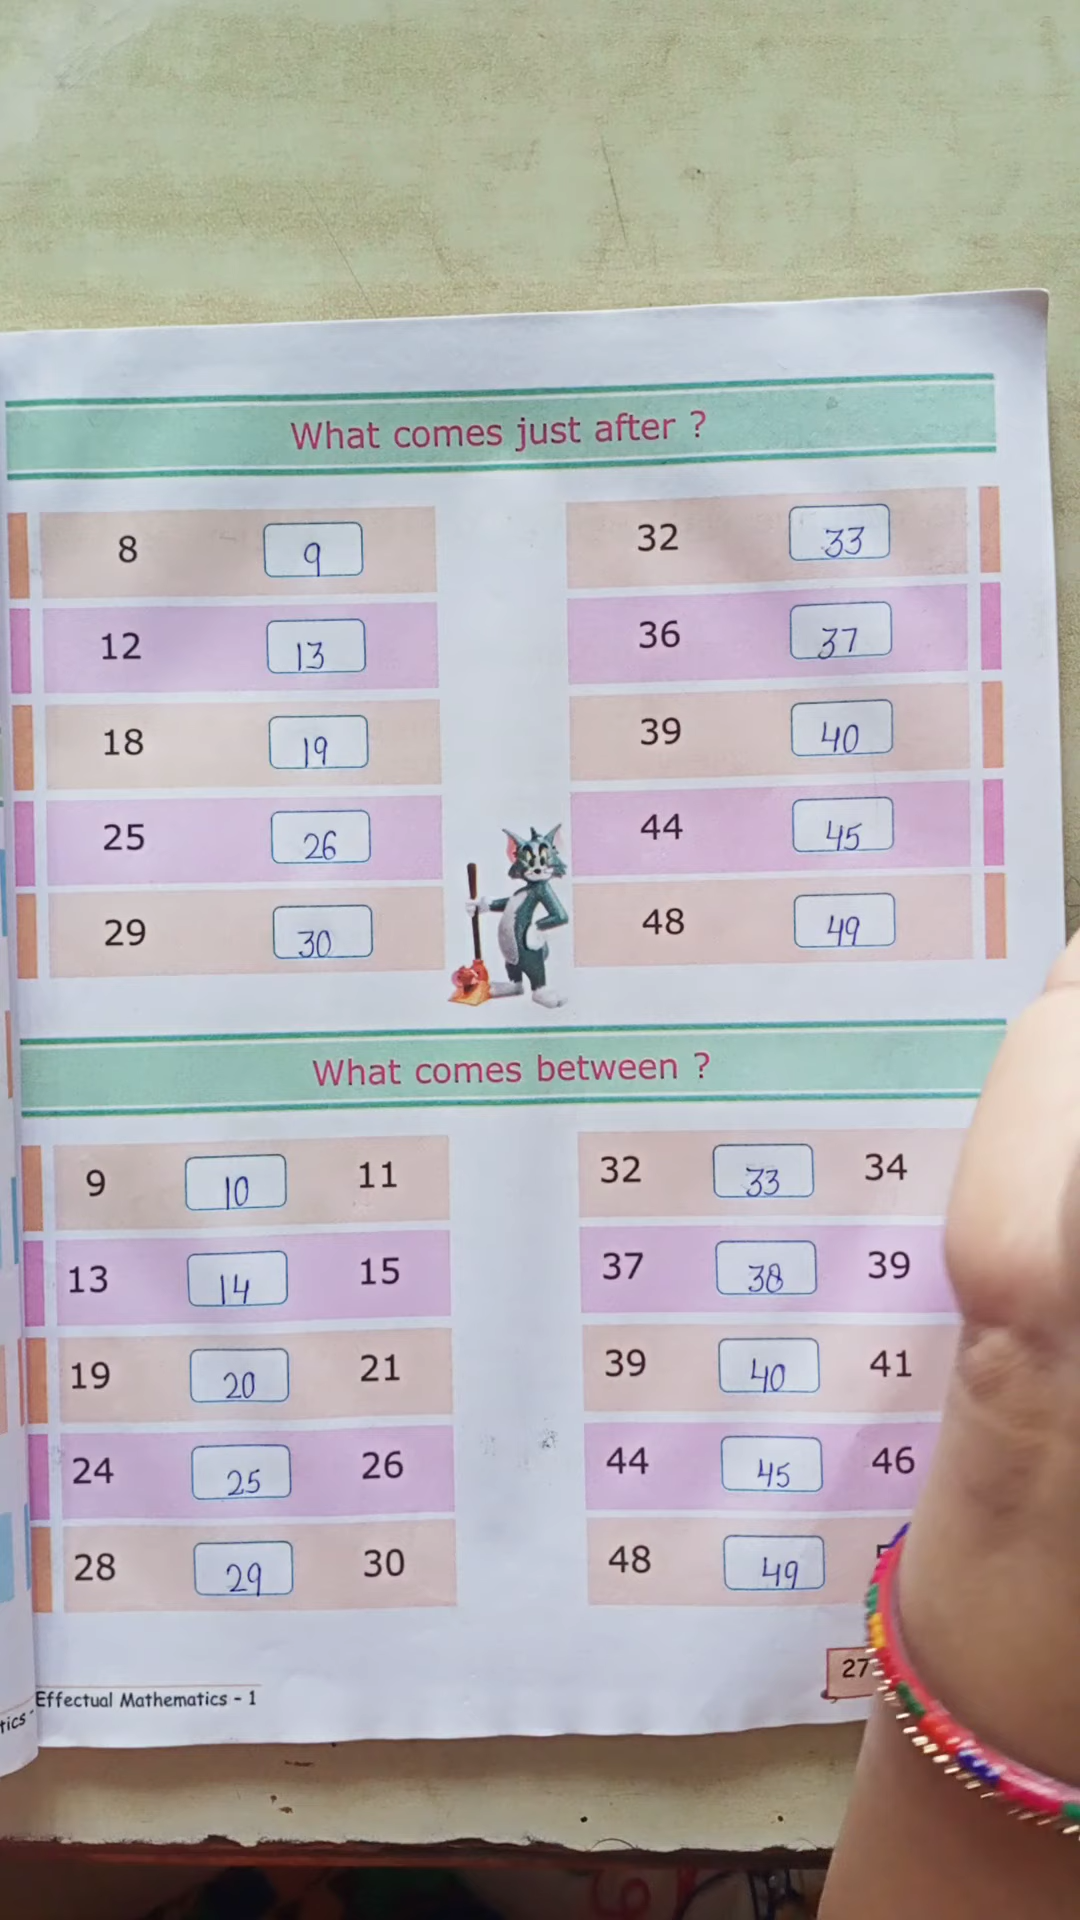 What comes just after ?
8 9 32 33
12 13 36 37
18 19 39 40
25 26 44 45
29 30 48 49
What comes between ?
9 10 11 32 33 34
13 14 15 37 38 39
19 20 21 39 40 41
24 25 26 44 45 46
28 29 30 48 49
27
Effectual Mathematics - 1
tics -